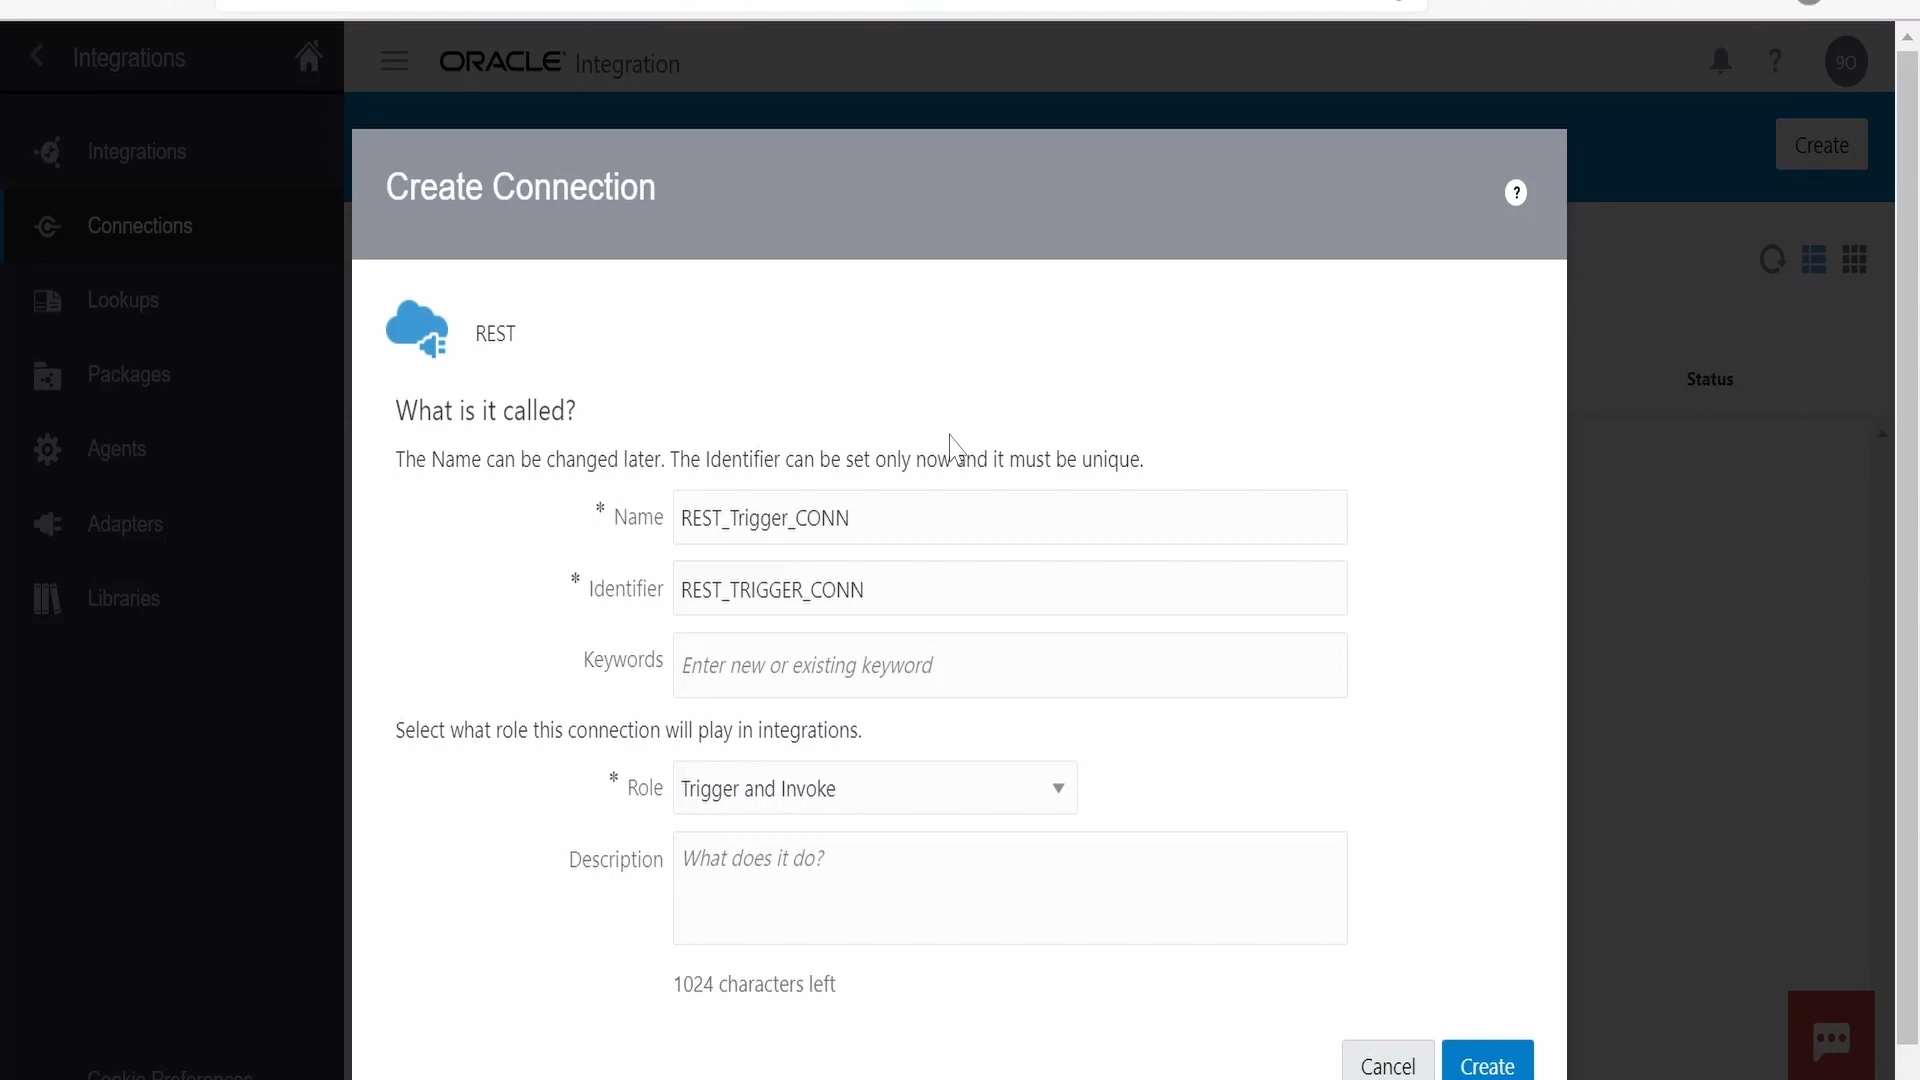 Integrations
ORACLE Integration
9O
Integrations
Create
Create Connection
?
Connections
Lookups
REST
Packages
Status
What is it called?
Agents
The Name can be changed later. The Identifier can be set only now and it must be unique.
* Name REST_Trigger_CONN
Adapters
* Identifier REST_TRIGGER_CONN
Libraries
Keywords Enter new or existing keyword
Select what role this connection will play in integrations.
* Role Trigger and Invoke
Description What does it do?
1024 characters left
Cancel Create
Cookie Preferences